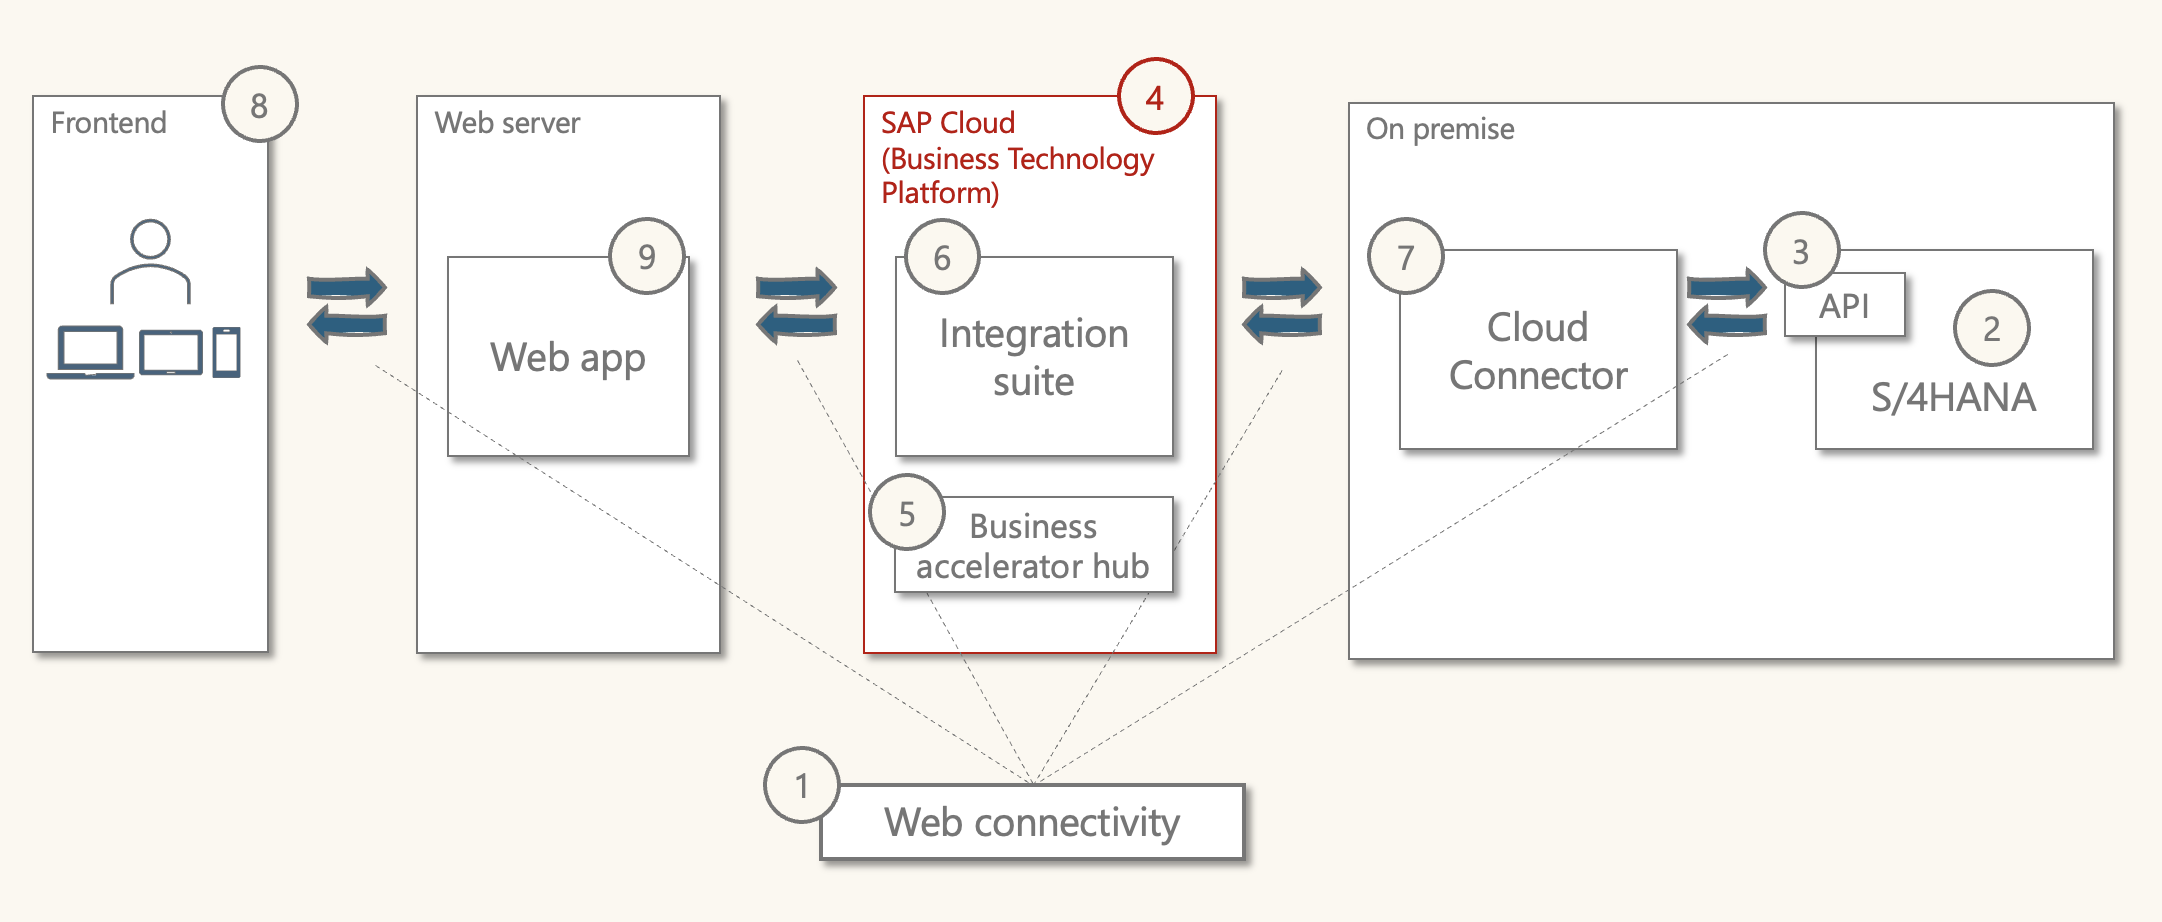 Frontend
8
Web server
9
Web app
4
SAP Cloud
(Business Technology
Platform)
6
Integration
suite
5
Business
accelerator hub
On premise
7
Cloud
Connector
3
API
2
S/4HANA
1
Web connectivity